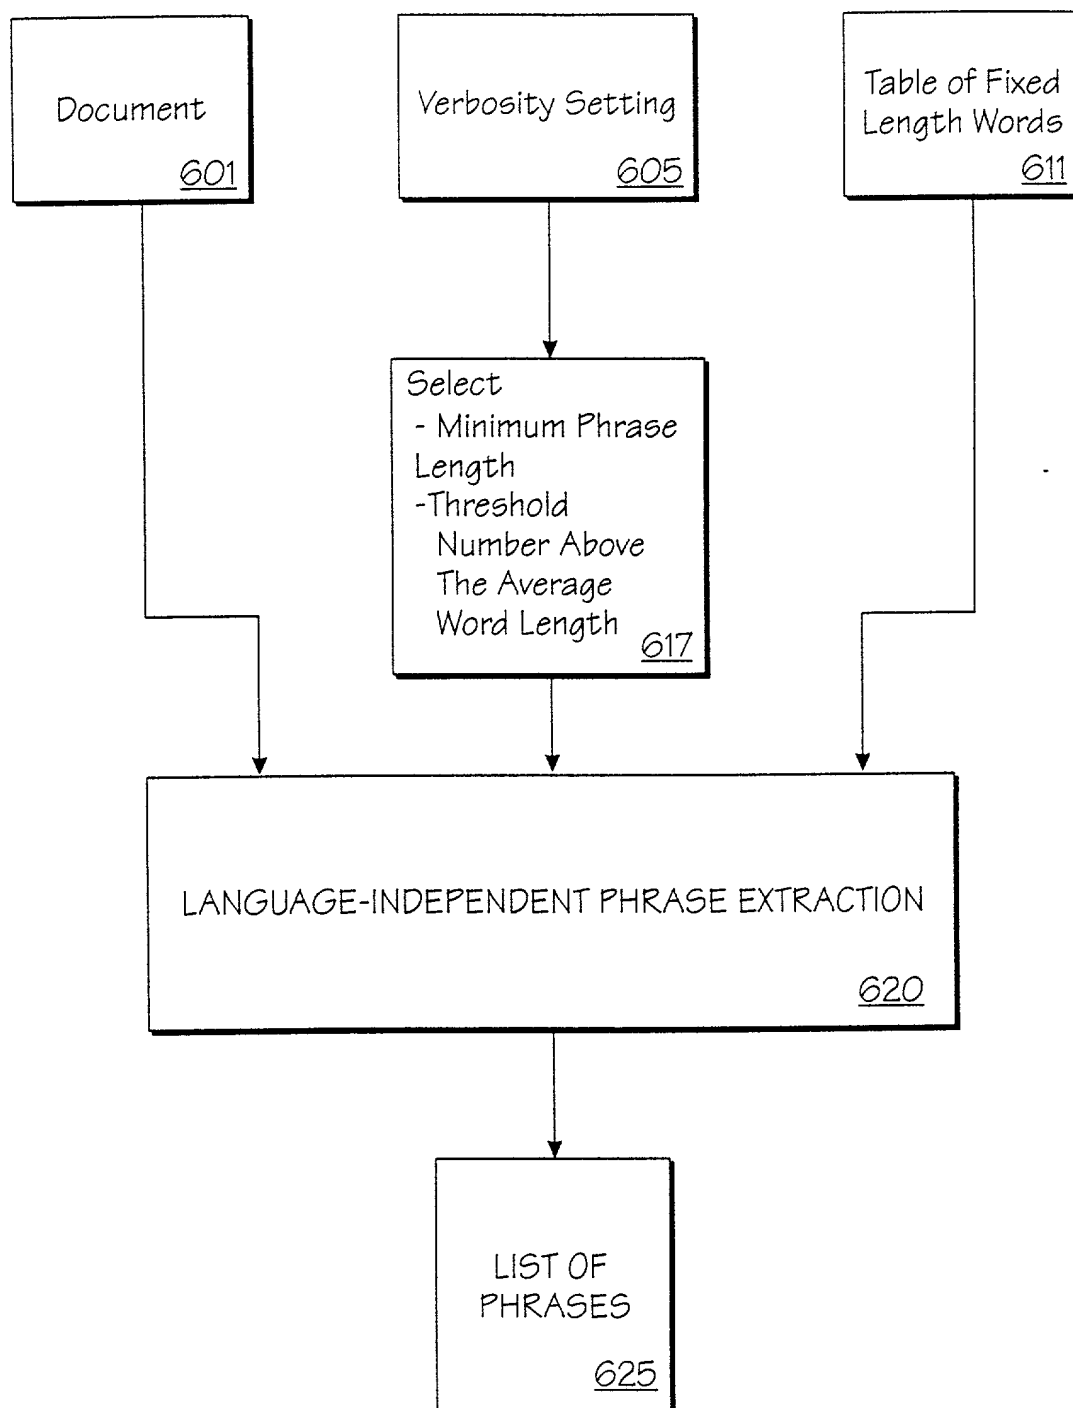 Document
601
Verbosity Setting
605
Table of Fixed
Length Words
611
Select
- Minimum Phrase
Length
-Threshold
Number Above
The Average
Word Length
617
LANGUAGE-INDEPENDENT PHRASE EXTRACTION
620
LIST OF
PHRASES
625